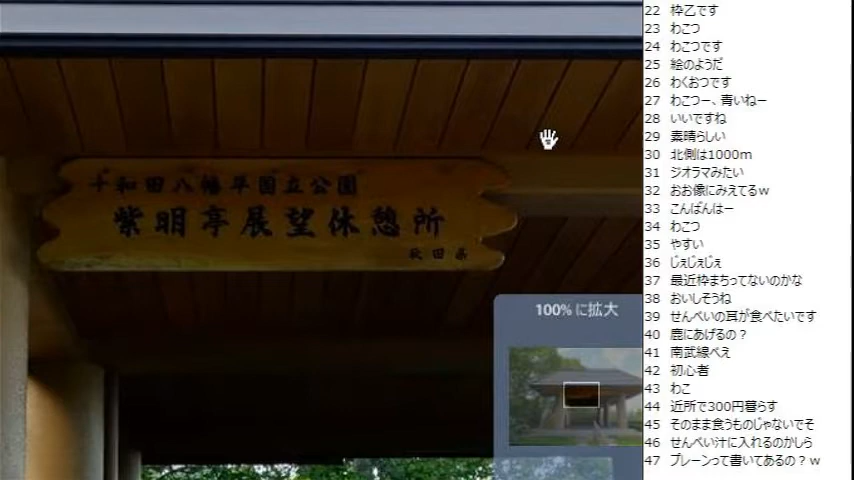 十和田八幡平国立公園
紫明亭展望休憩所
秋田県
100% に拡大
22 枠乙です
23 わこつ
24 わこつです
25 絵のようだ
26 わくおつです
27 わこつー、青いねー
28 いいですね
29 素晴らしい
30 北側は1000m
31 ジオラマみたい
32 おお像にみえてるw
33 こんばんはー
34 わこつ
35 やすい
36 じぇじぇじぇ
37 最近枠まちってないのかな
38 おいしそうね
39 せんべいの耳が食べたいです
40 鹿にあげるの？
41 南武線べえ
42 初心者
43 わこ
44 近所で300円暮らす
45 そのまま食うものじゃないでそ
46 せんべい汁に入れるのかしら
47 プレーンって書いてあるの？w